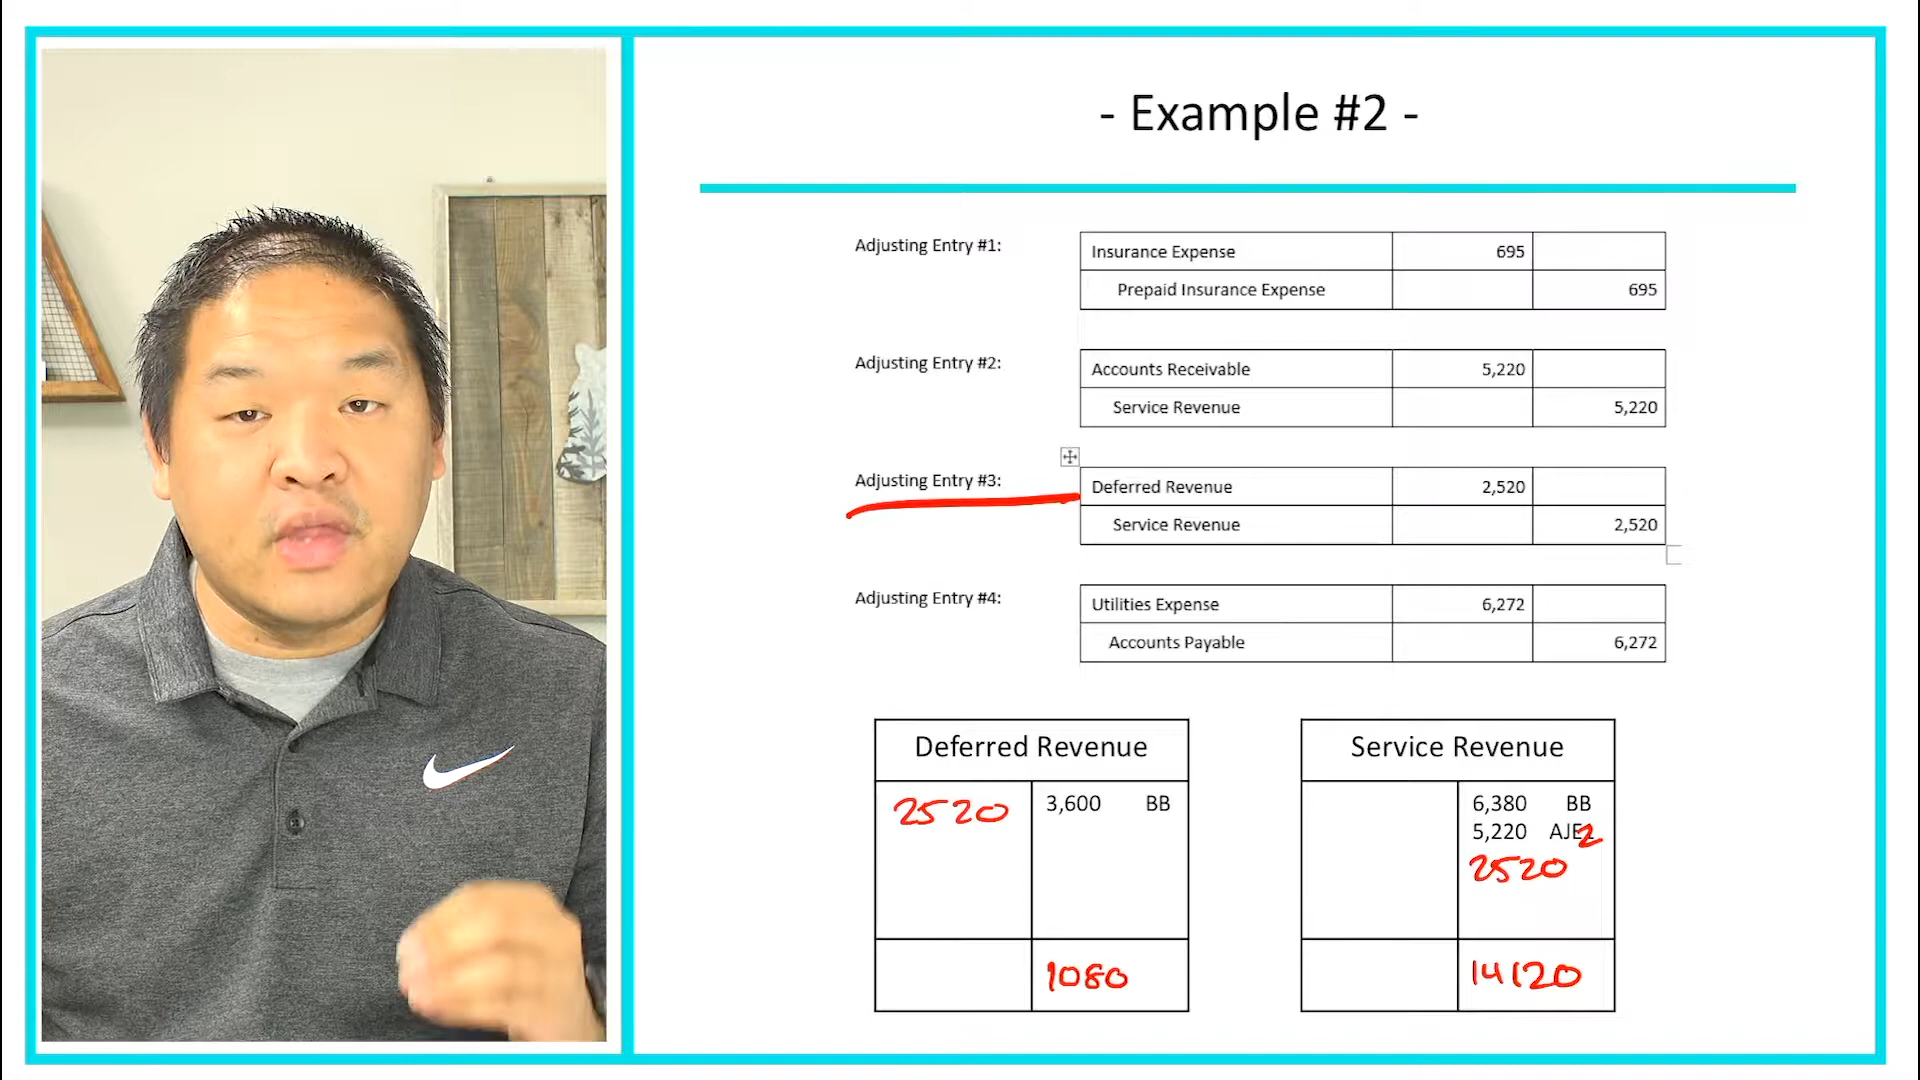 - Example #2 -
Adjusting Entry #1:
Insurance Expense 695
Prepaid Insurance Expense 695
Adjusting Entry #2:
Accounts Receivable 5,220
Service Revenue 5,220
Adjusting Entry #3:
Deferred Revenue 2,520
Service Revenue 2,520
Adjusting Entry #4:
Utilities Expense 6,272
Accounts Payable 6,272
Deferred Revenue
2520 3,600 BB
1080
Service Revenue
6,380 BB
5,220 AJE2
2520
14120